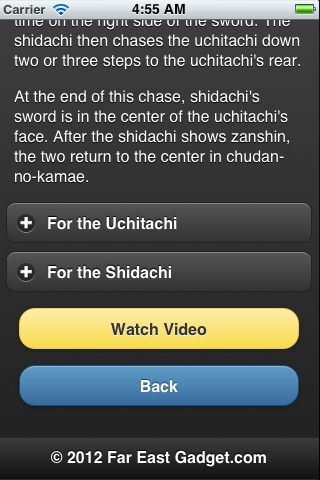 Carrier 4:55 AM
time on the right side of the sword. The
shidachi then chases the uchitachi down
two or three steps to the uchitachi's rear.
At the end of this chase, shidachi's
sword is in the center of the uchitachi's
face. After the shidachi shows zanshin,
the two return to the center in chudan-
no-kamae.
For the Uchitachi
For the Shidachi
Watch Video
Back
© 2012 Far East Gadget.com